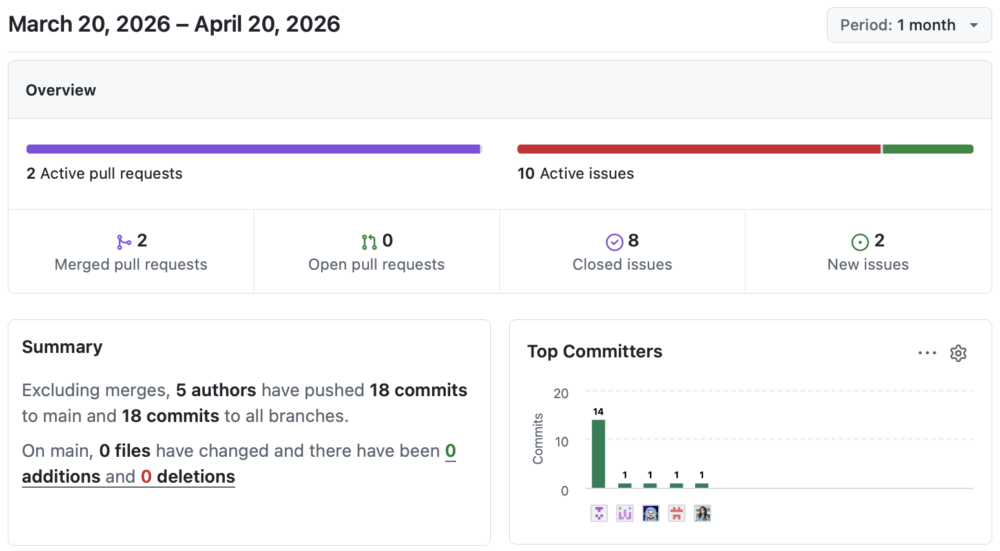 March 20, 2026 – April 20, 2026
Period: 1 month
Overview
2 Active pull requests
10 Active issues
2
Merged pull requests
0
Open pull requests
8
Closed issues
2
New issues
Summary
Excluding merges, 5 authors have pushed 18 commits
to main and 18 commits to all branches.
On main, 0 files have changed and there have been 0
additions and 0 deletions
Top Committers
Commits
20
10
0
14
1
1
1
1